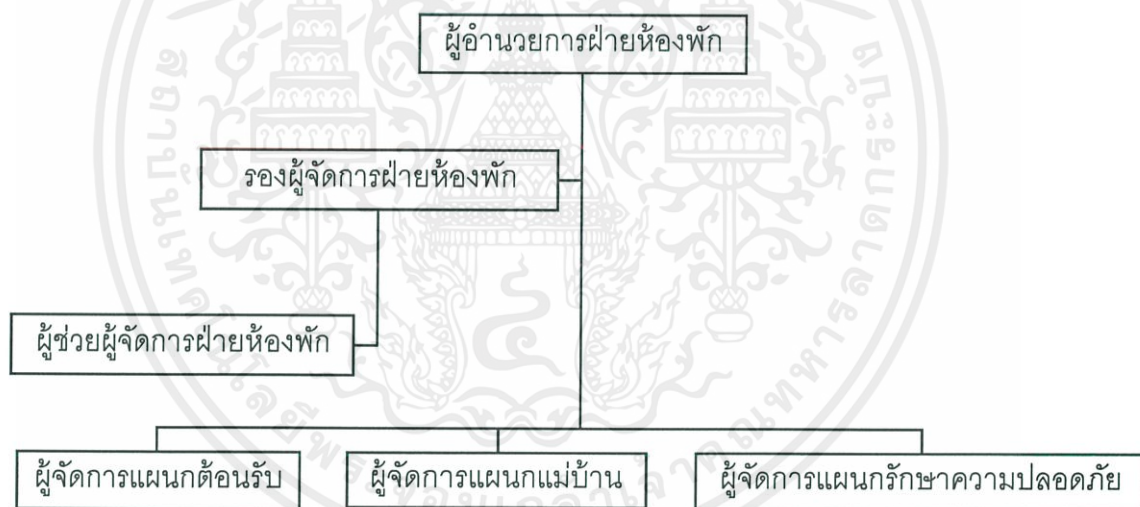 ผู้อำนวยการฝ่ายห้องพัก
รองผู้จัดการฝ่ายห้องพัก
ผู้ช่วยผู้จัดการฝ่ายห้องพัก
ผู้จัดการแผนกต้อนรับ
ผู้จัดการแผนกแม่บ้าน
ผู้จัดการแผนกรักษาความปลอดภัย